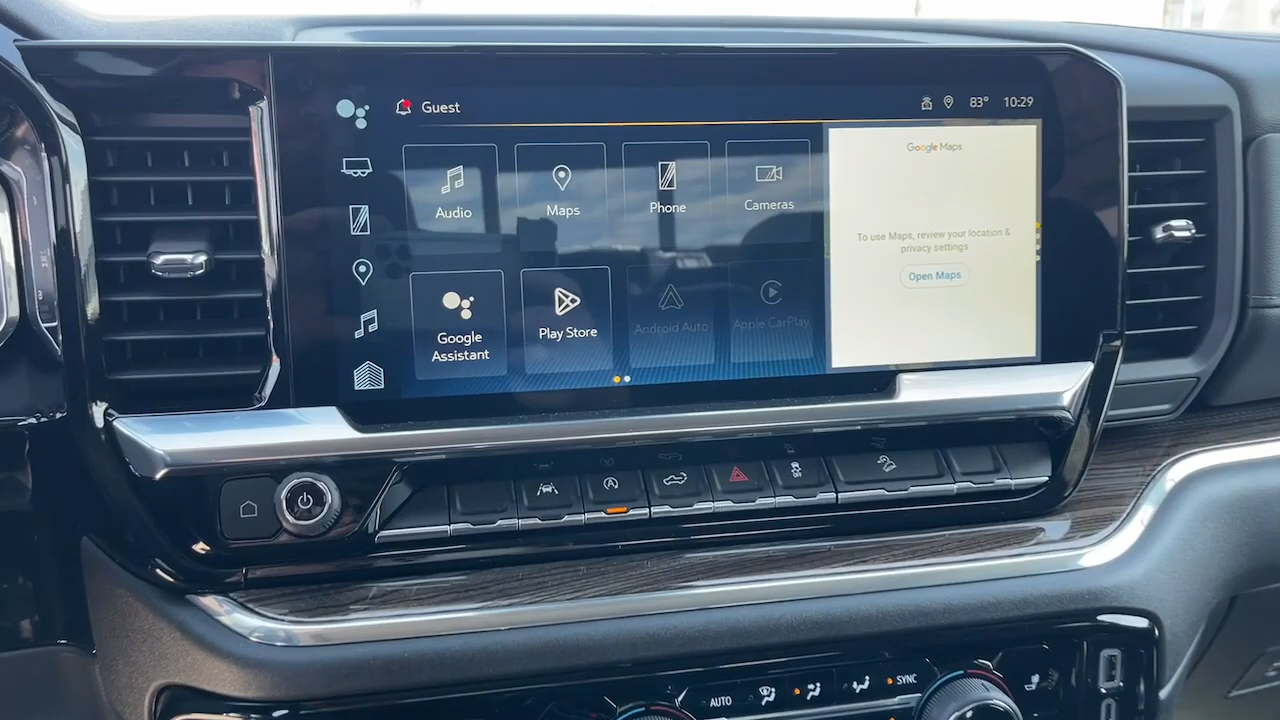 Guest
83° 10:29
Audio
Maps
Phone
Cameras
Google
Assistant
Play Store
Android Auto
Apple CarPlay
Google Maps
To use Maps, review your location &
privacy settings
Open Maps
AUTO
SYNC